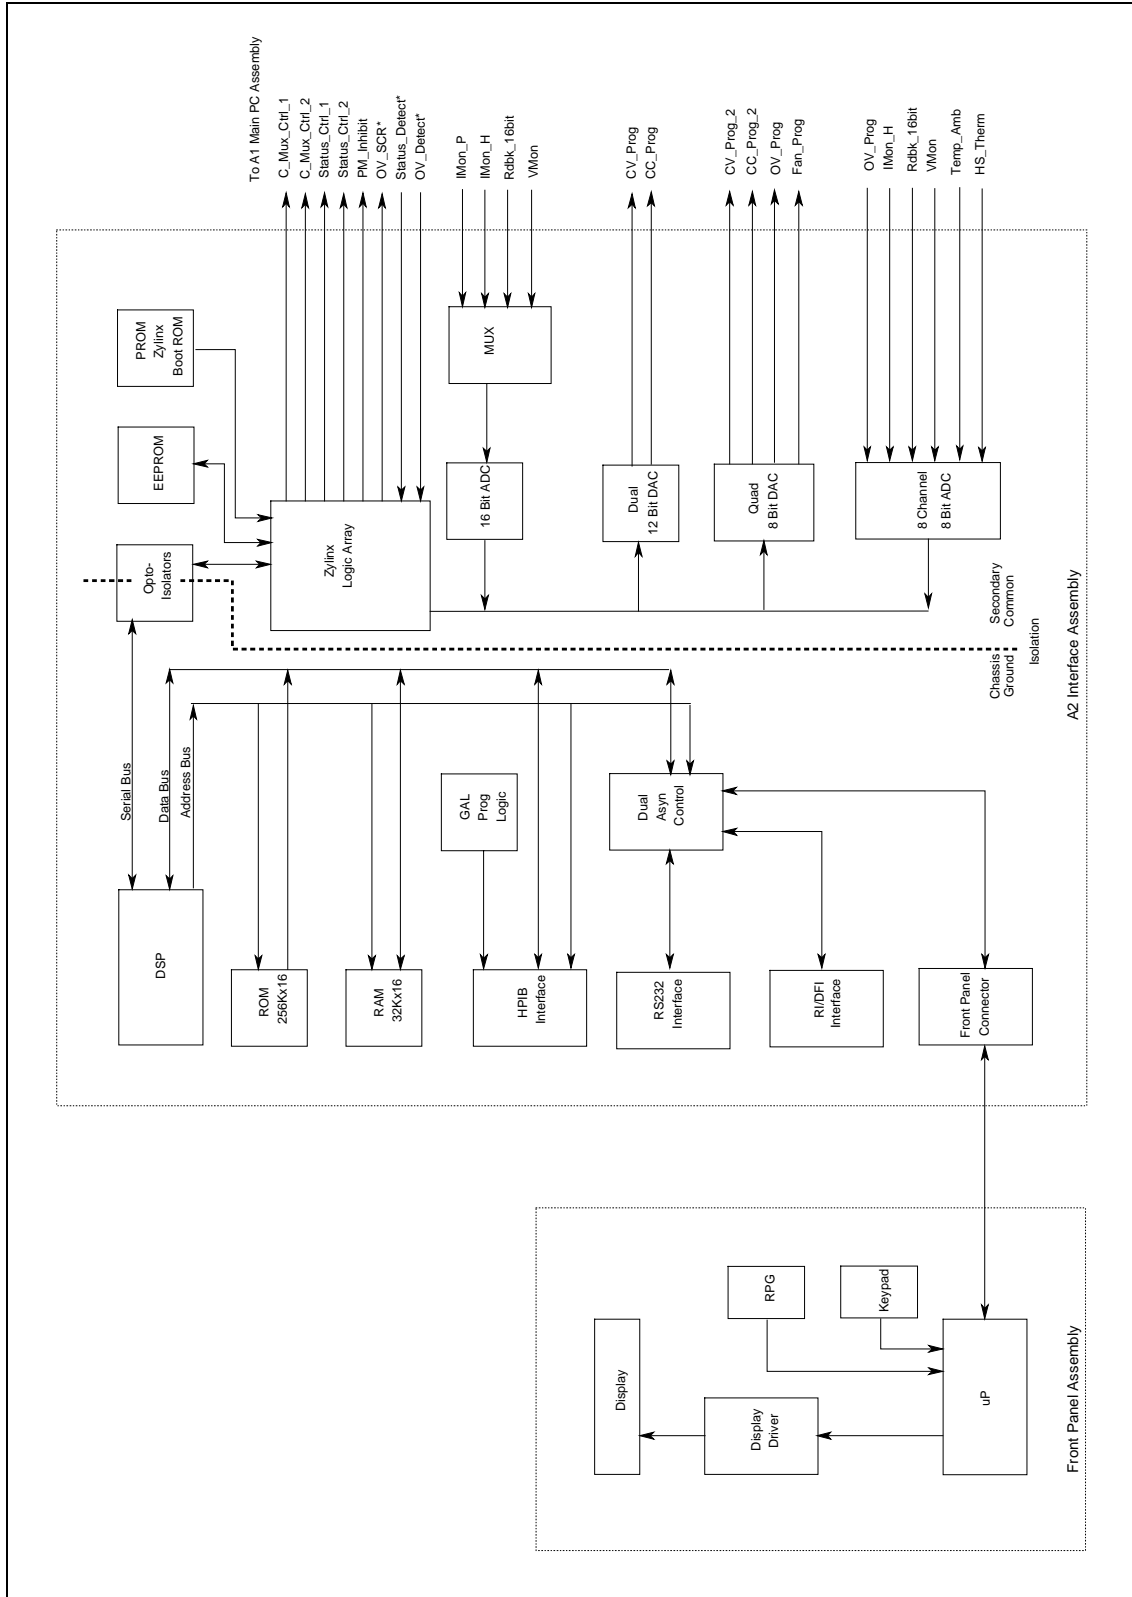 To A1 Main PC Assembly
C_Mux_Ctrl_1
C_Mux_Ctrl_2
Status_Ctrl_1
Status_Ctrl_2
PM_Inhibit
OV_SCR*
Status_Detect*
OV_Detect*
IMon_P
IMon_H
Rdbk_16bit
VMon
CV_Prog
CC_Prog
CV_Prog_2
CC_Prog_2
OV_Prog
Fan_Prog
OV_Prog
IMon_H
Rdbk_16bit
VMon
Temp_Amb
HS_Therm
PROM
Zylinx
Boot ROM
EEPROM
Opto-
Isolators
Zylinx
Logic Array
MUX
16 Bit ADC
Dual
12 Bit DAC
Quad
8 Bit DAC
8 Channel
8 Bit ADC
Secondary
Common
Chassis
Ground
Isolation
A2 Interface Assembly
Serial Bus
Data Bus
Address Bus
GAL
Prog
Logic
Dual
Asyn
Control
DSP
ROM
256Kx16
RAM
32Kx16
HPIB
Interface
RS232
Interface
RI/DFI
Interface
Front Panel
Connector
Display
Display
Driver
RPG
Keypad
uP
Front Panel Assembly